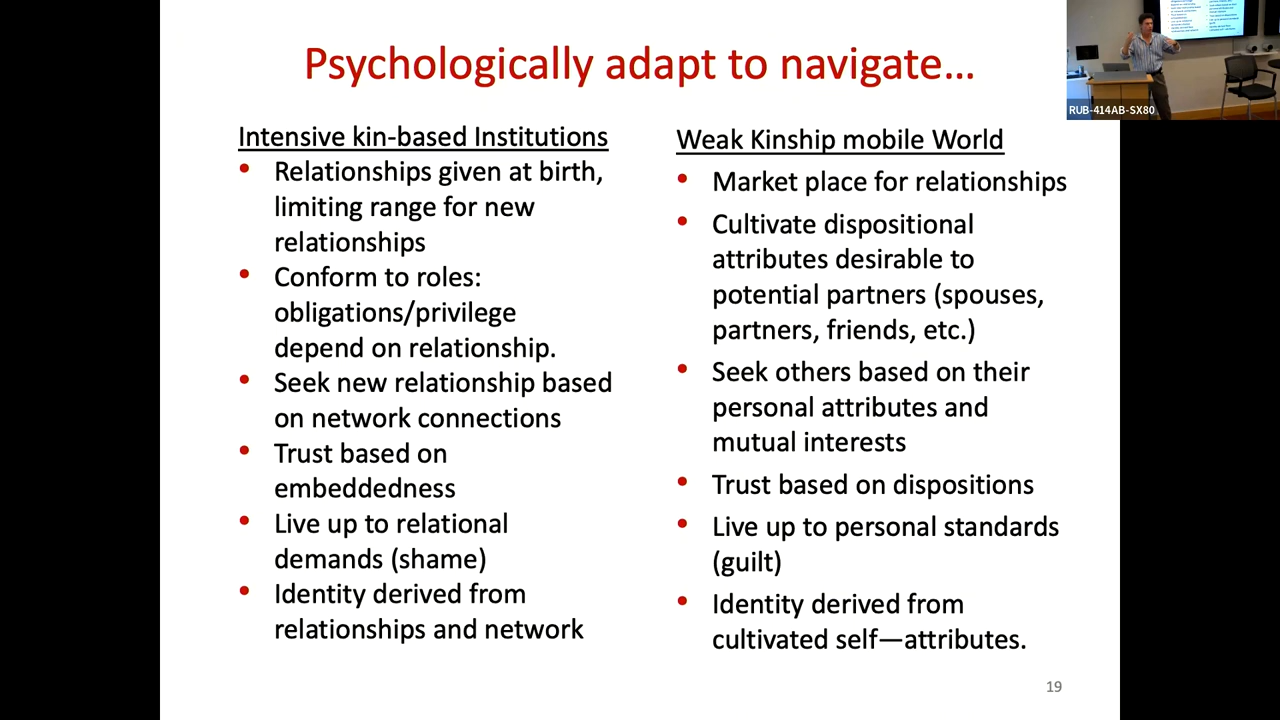 Psychologically adapt to navigate…
Intensive kin-based Institutions
• Relationships given at birth,
limiting range for new
relationships
• Conform to roles:
obligations/privilege
depend on relationship.
• Seek new relationship based
on network connections
• Trust based on
embeddedness
• Live up to relational
demands (shame)
• Identity derived from
relationships and network
Weak Kinship mobile World
• Market place for relationships
• Cultivate dispositional
attributes desirable to
potential partners (spouses,
partners, friends, etc.)
• Seek others based on their
personal attributes and
mutual interests
• Trust based on dispositions
• Live up to personal standards
(guilt)
• Identity derived from
cultivated self—attributes.
19
RUB-414AB-SX80